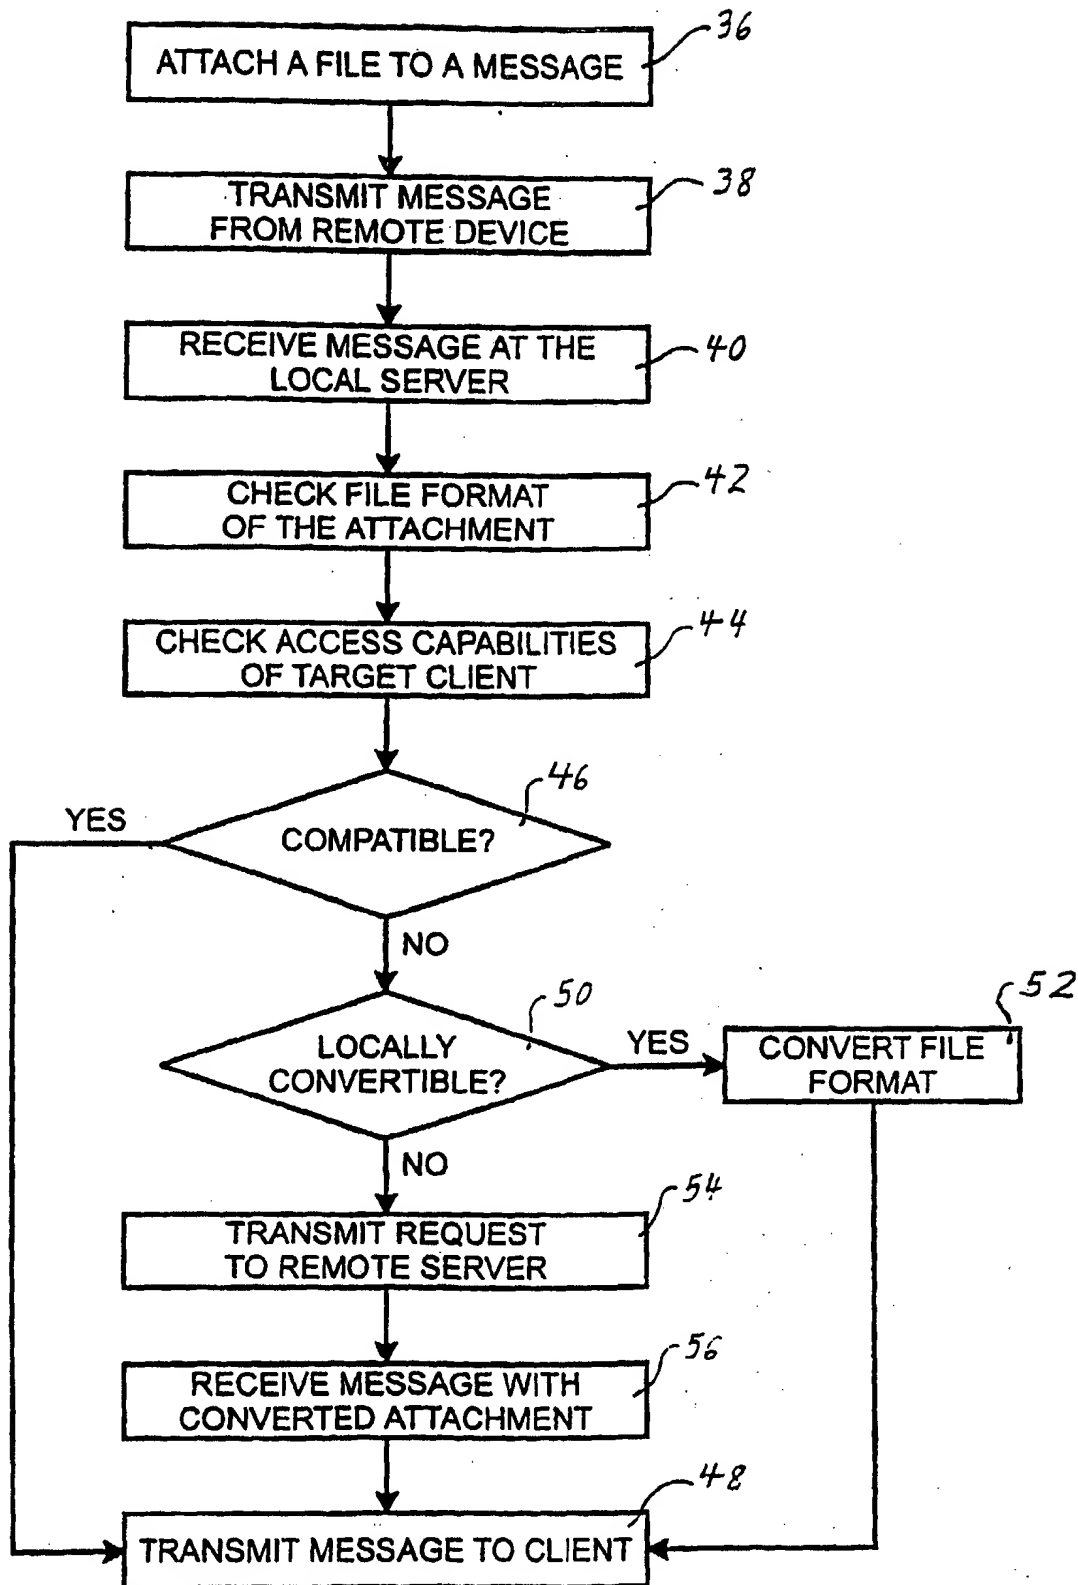 36
ATTACH A FILE TO A MESSAGE
38
TRANSMIT MESSAGE
FROM REMOTE DEVICE
40
RECEIVE MESSAGE AT THE
LOCAL SERVER
42
CHECK FILE FORMAT
OF THE ATTACHMENT
44
CHECK ACCESS CAPABILITIES
OF TARGET CLIENT
46
YES
COMPATIBLE?
NO
50
52
LOCALLY
CONVERTIBLE?
YES
CONVERT FILE
FORMAT
NO
54
TRANSMIT REQUEST
TO REMOTE SERVER
56
RECEIVE MESSAGE WITH
CONVERTED ATTACHMENT
48
TRANSMIT MESSAGE TO CLIENT